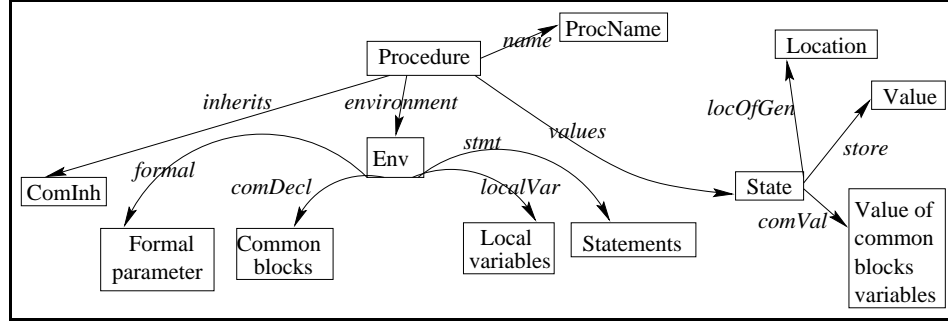 name
ProcName
Procedure
Location
inherits
environment
values
locOfGen
Value
store
formal
Env
stmt
ComInh
comDecl
localVar
State
comVal
Formal
parameter
Common
blocks
Local
variables
Statements
Value of
common
blocks
variables